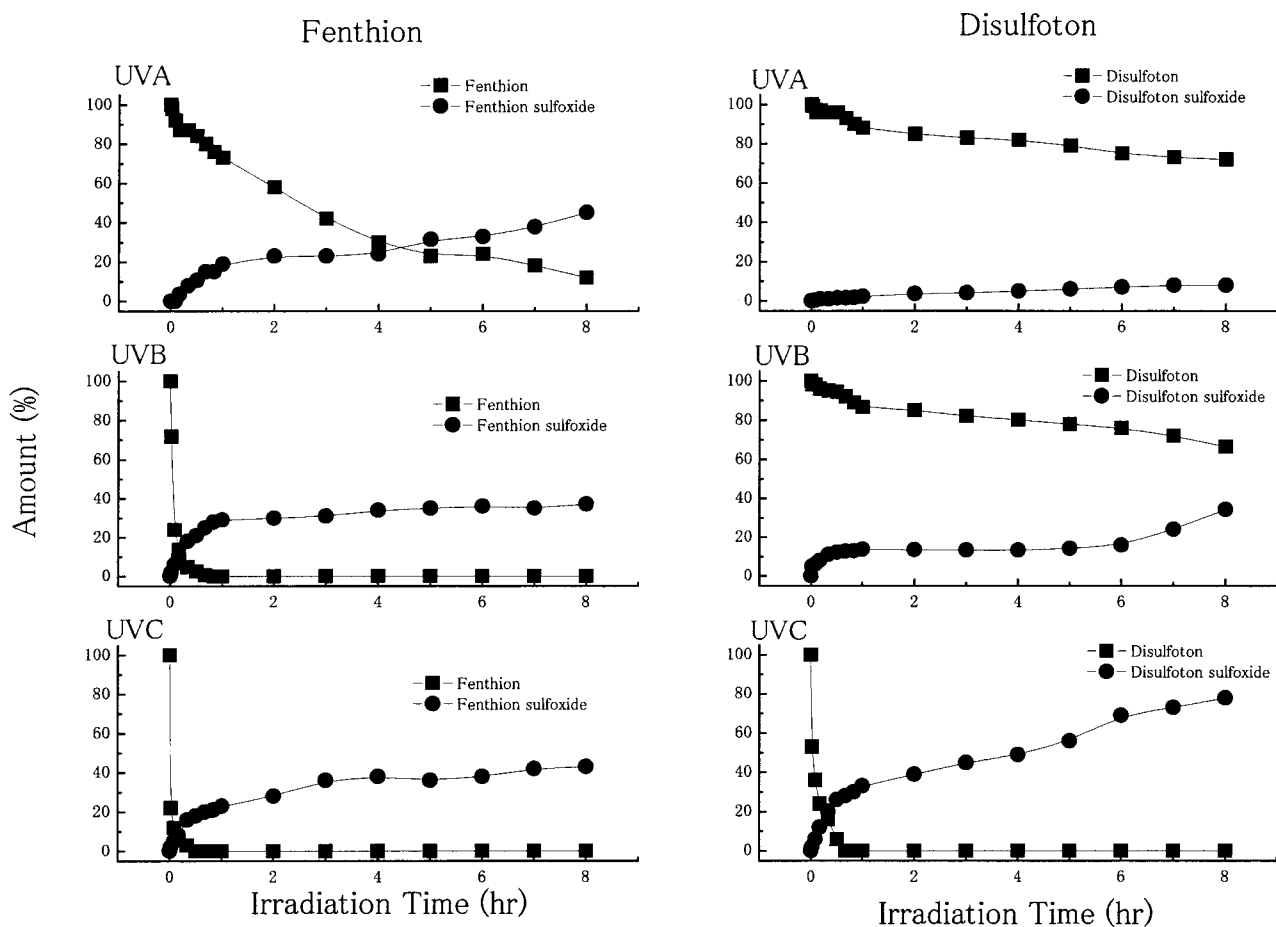 Fenthion
UVA
Fenthion
Fenthion sulfoxide
100
80
60
40
20
0
0 2 4 6 8
UVB
Fenthion
Fenthion sulfoxide
100
80
60
40
20
0
0 2 4 6 8
UVC
Fenthion
Fenthion sulfoxide
100
80
60
40
20
0
0 2 4 6 8
Irradiation Time (hr)
Amount (%)
Disulfoton
UVA
Disulfoton
Disulfoton sulfoxide
100
80
60
40
20
0
0 2 4 6 8
UVB
Disulfoton
Disulfoton sulfoxide
100
80
60
40
20
0
0 2 4 6 8
UVC
Disulfoton
Disulfoton sulfoxide
100
80
60
40
20
0
0 2 4 6 8
Irradiation Time (hr)